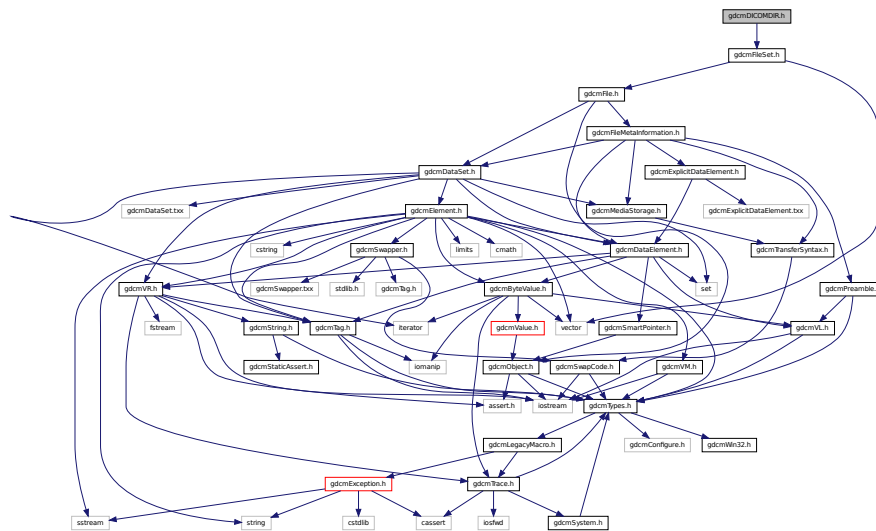 gdcmDICOMDIR.h
gdcmFileSet.h
gdcmFile.h
gdcmFileMetaInformation.h
gdcmDataSet.h
gdcmExplicitDataElement.h
gdcmDataSet.txx
gdcmElement.h
gdcmMediaStorage.h
gdcmExplicitDataElement.txx
cstring
gdcmSwapper.h
limits
cmath
gdcmDataElement.h
gdcmTransferSyntax.h
gdcmVR.h
gdcmSwapper.txx
stdlib.h
gdcmTag.h
gdcmByteValue.h
set
gdcmPreamble.
fstream
gdcmString.h
gdcmTag.h
iterator
gdcmValue.h
vector
gdcmSmartPointer.h
gdcmVL.h
gdcmStaticAssert.h
iomanip
gdcmObject.h
gdcmSwapCode.h
gdcmVM.h
assert.h
iostream
gdcmTypes.h
gdcmLegacyMacro.h
gdcmConfigure.h
gdcmWin32.h
gdcmException.h
gdcmTrace.h
sstream
string
cstdlib
cassert
iosfwd
gdcmSystem.h